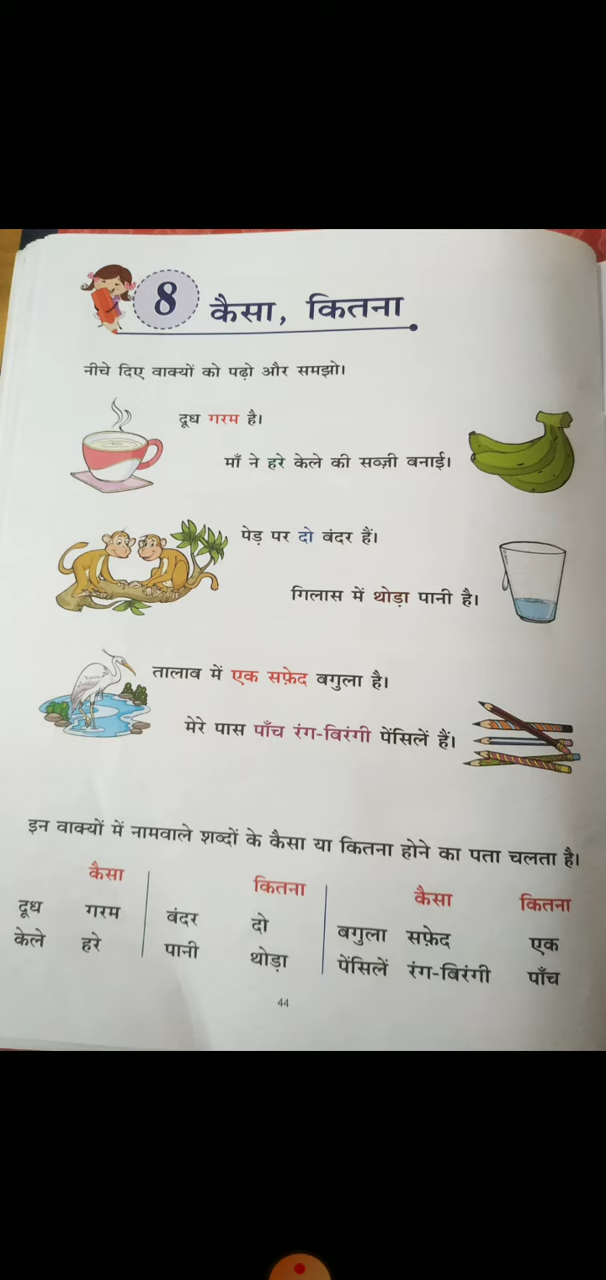 8 कैसा, कितना
नीचे दिए वाक्यों को पढ़ो और समझो।
दूध गरम है।
माँ ने हरे केले की सब्ज़ी बनाई।
पेड़ पर दो बंदर हैं।
गिलास में थोड़ा पानी है।
तालाब में एक सफ़ेद बगुला है।
मेरे पास पाँच रंग-बिरंगी पेंसिलें हैं।
इन वाक्यों में नामवाले शब्दों के कैसा या कितना होने का पता चलता है।
कैसा
दूध गरम
केले हरे
कितना
बंदर दो
पानी थोड़ा
कैसा कितना
बगुला सफ़ेद एक
पेंसिलें रंग-बिरंगी पाँच
44